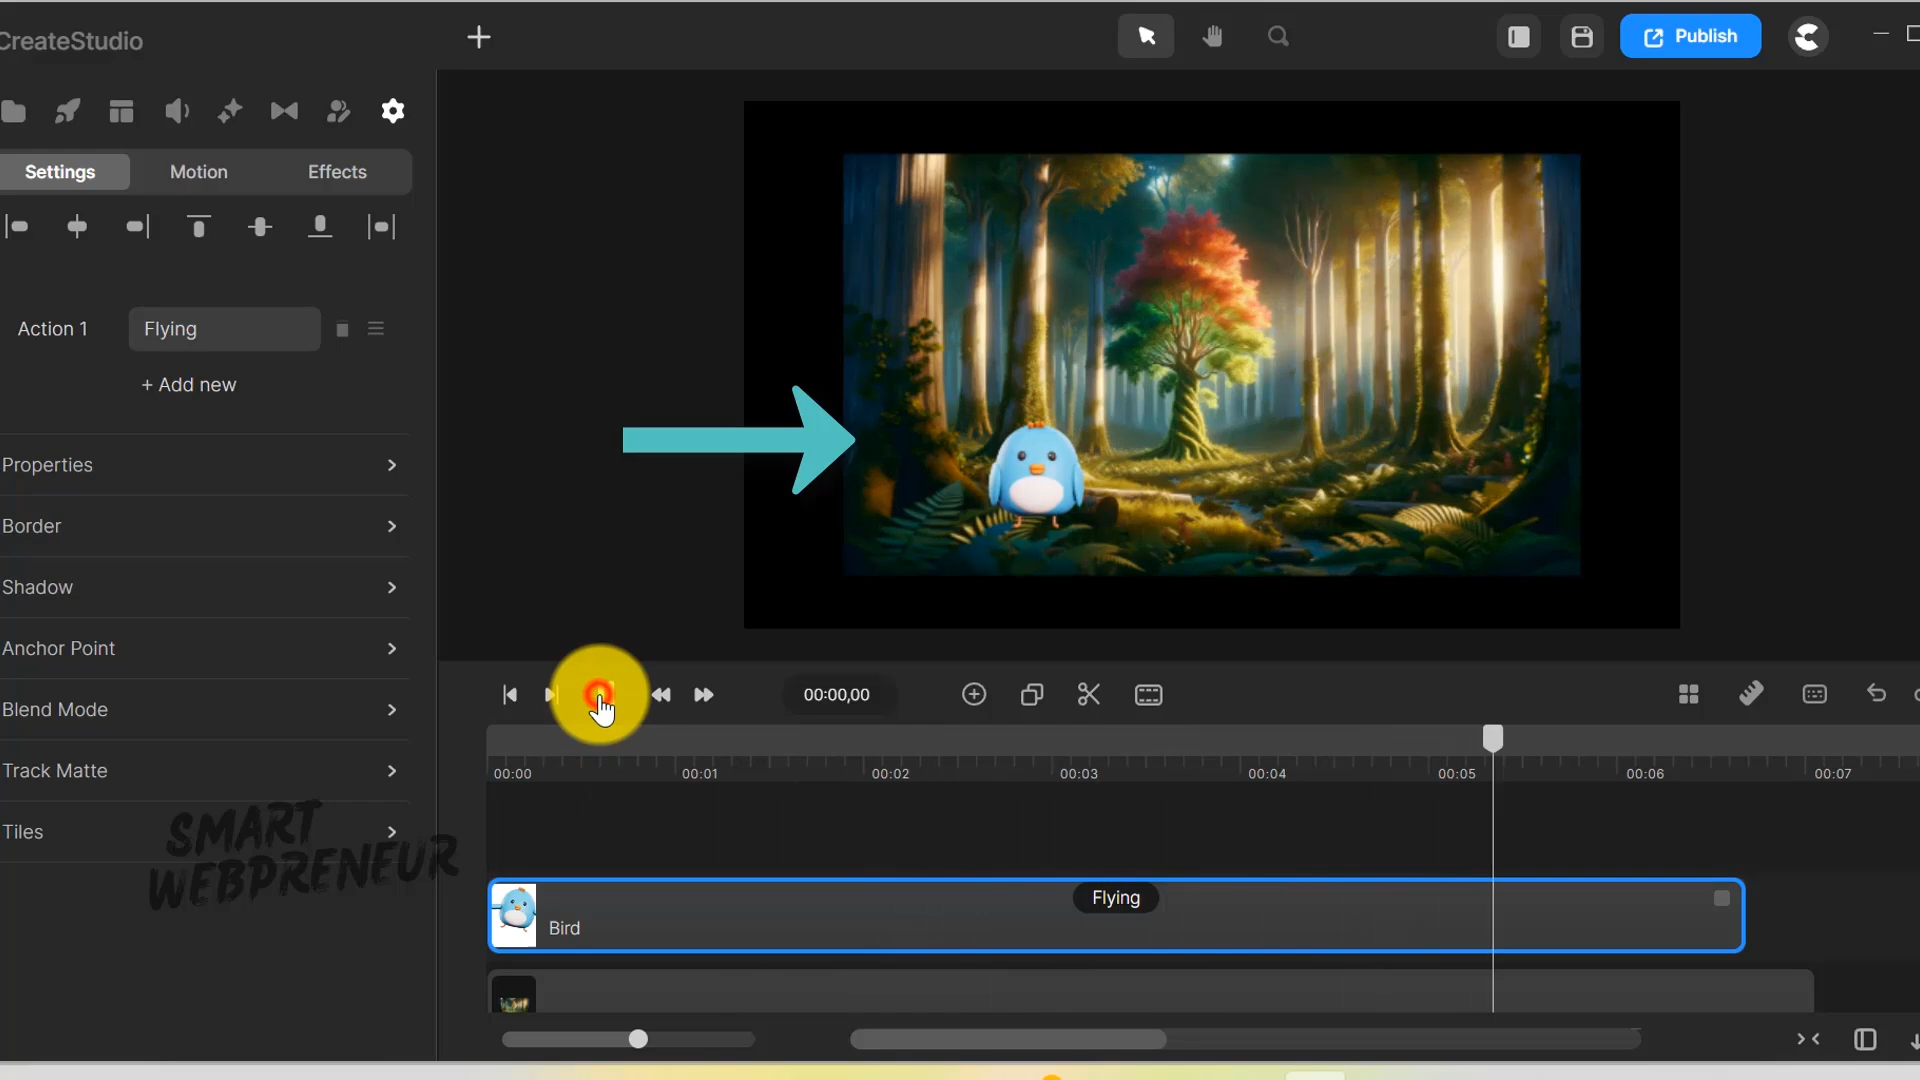 CreateStudio
Publish
Settings Motion Effects
Action 1 Flying
+ Add new
Properties
Border
Shadow
Anchor Point
Blend Mode
Track Matte
Tiles
SMART
WEBPRENEUR
00:00,00
00:00 00:01 00:02 00:03 00:04 00:05 00:06 00:07
Flying
Bird